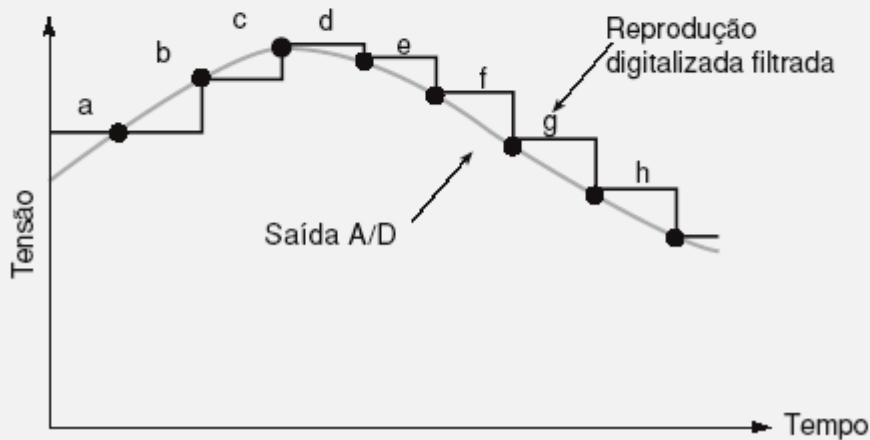 a
b
c
d
e
f
g
h
Reprodução
digitalizada filtrada
Saída A/D
Tensão
Tempo